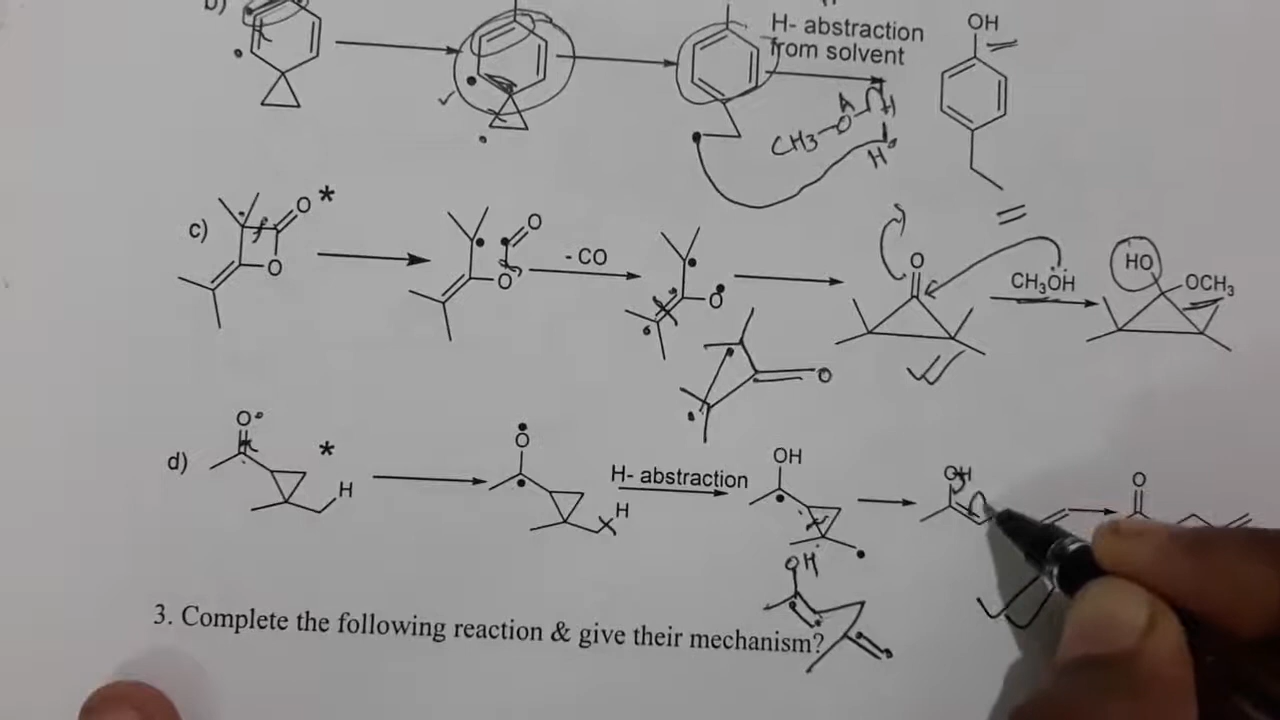 b)
H- abstraction
from solvent
OH
CH3-O-H
H
c)
O
*
O
O
O
- CO
O
O
O
CH3ÖH
HO
OCH3
d)
O
*
H
O
H
H- abstraction
OH
OH
OH
O
3. Complete the following reaction & give their mechanism?